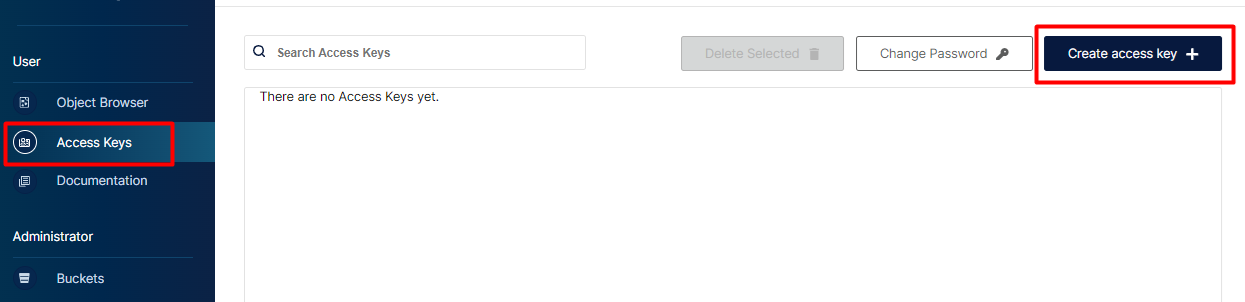 User
Object Browser
Access Keys
Documentation
Administrator
Buckets
Search Access Keys
Delete Selected
Change Password
Create access key
There are no Access Keys yet.